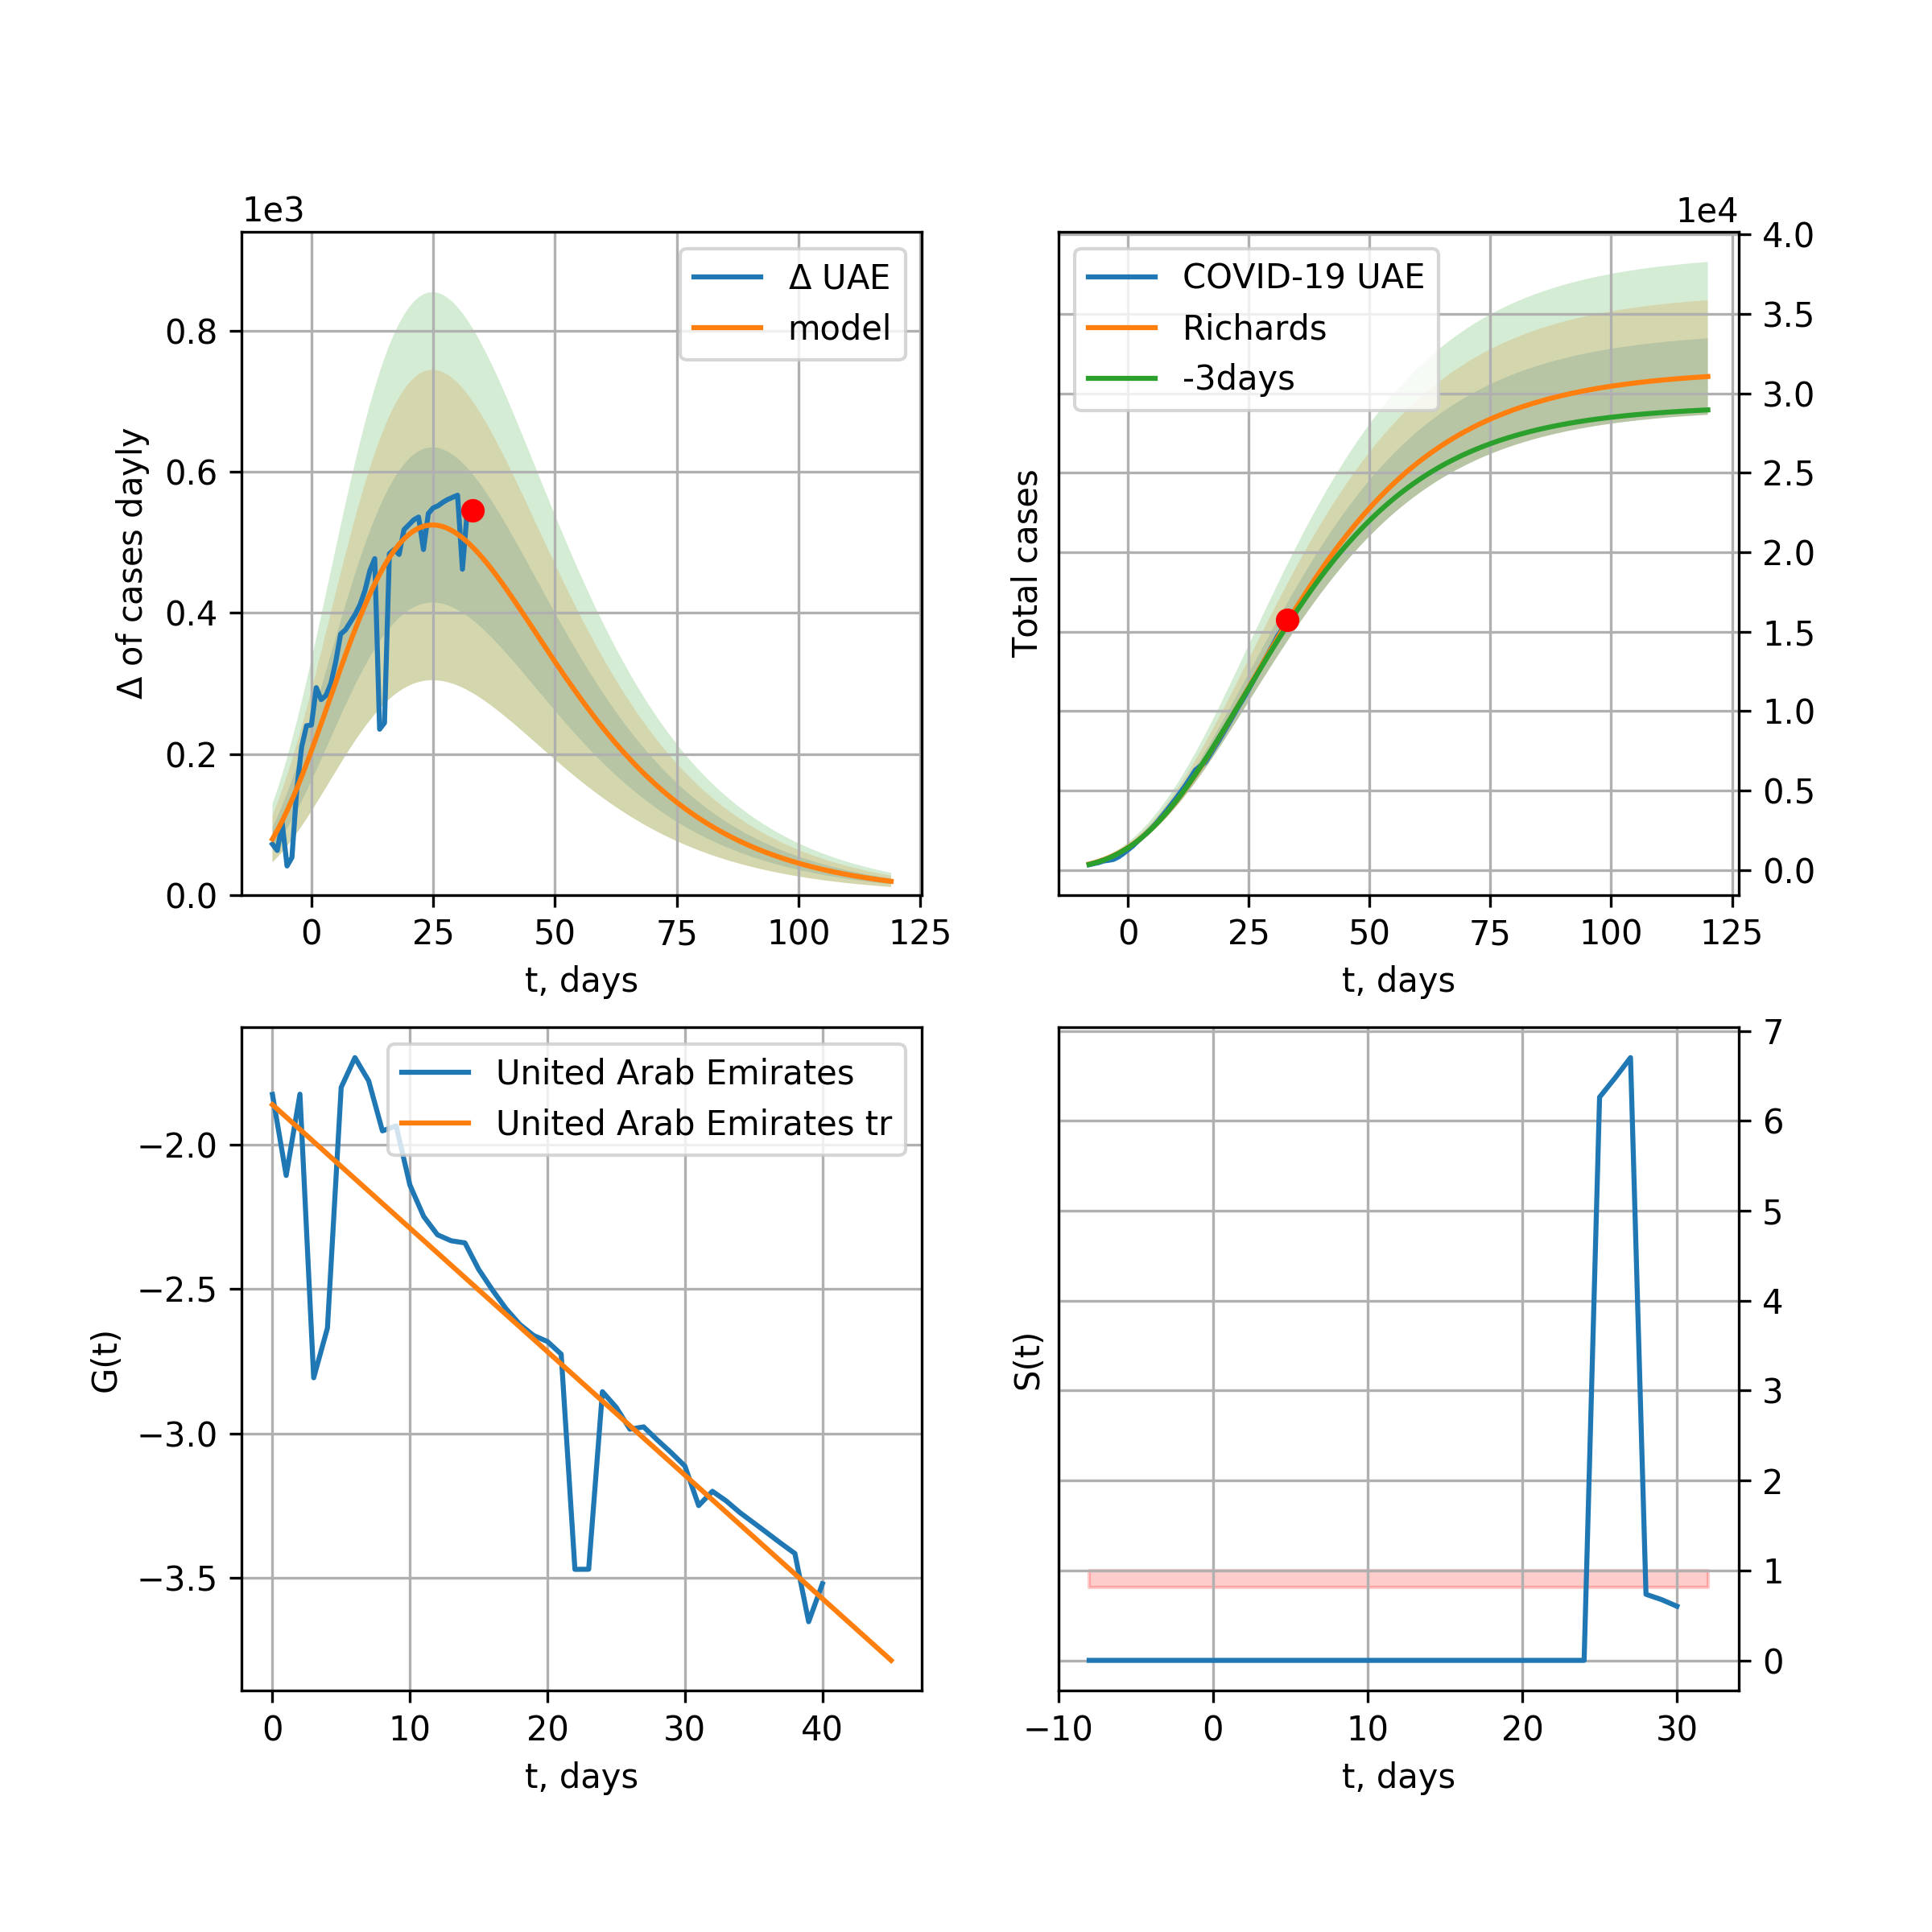 1e3
Δ UAE
model
0.8
0.6
0.4
0.2
0.0
Δ of cases dayly
0 25 50 75 100 125
t, days
1e4
COVID-19 UAE
Richards
-3days
4.0
3.5
3.0
2.5
2.0
1.5
1.0
0.5
0.0
Total cases
0 25 50 75 100 125
t, days
United Arab Emirates
United Arab Emirates tr
−2.0
−2.5
−3.0
−3.5
G(t)
0 10 20 30 40
t, days
7
6
5
4
3
2
1
0
S(t)
−10 0 10 20 30
t, days